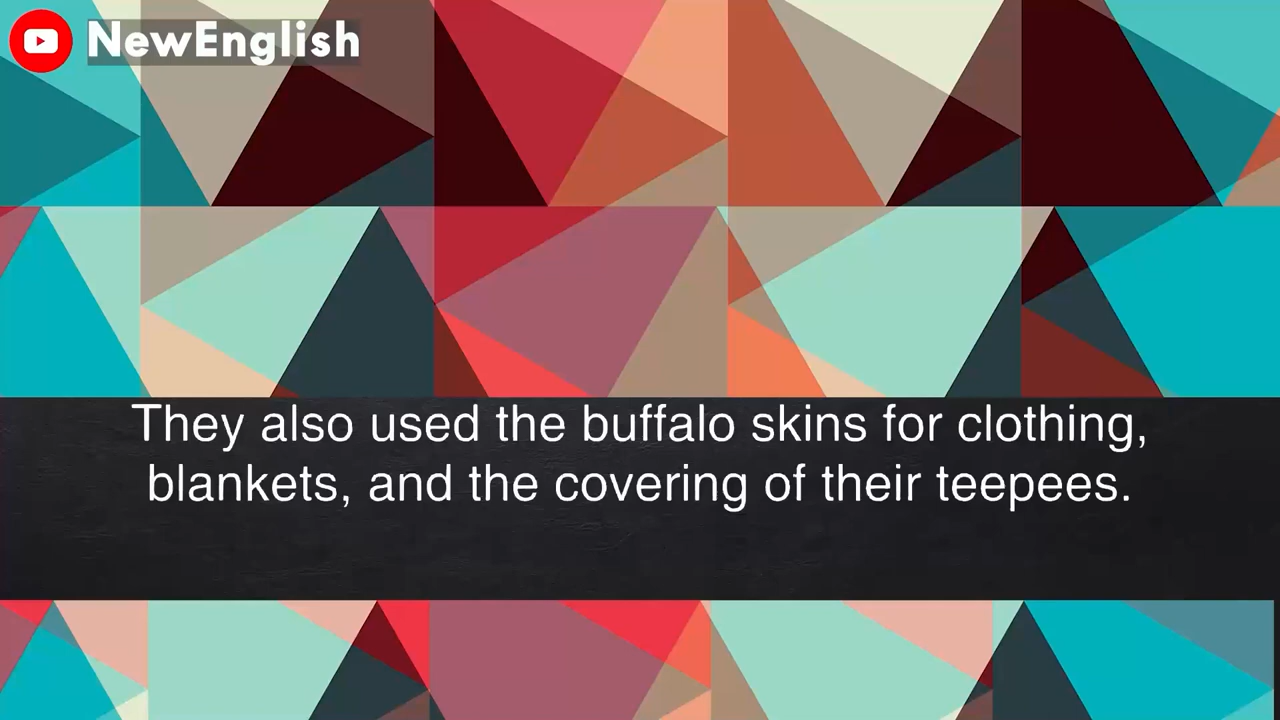 NewEnglish
They also used the buffalo skins for clothing,
blankets, and the covering of their teepees.